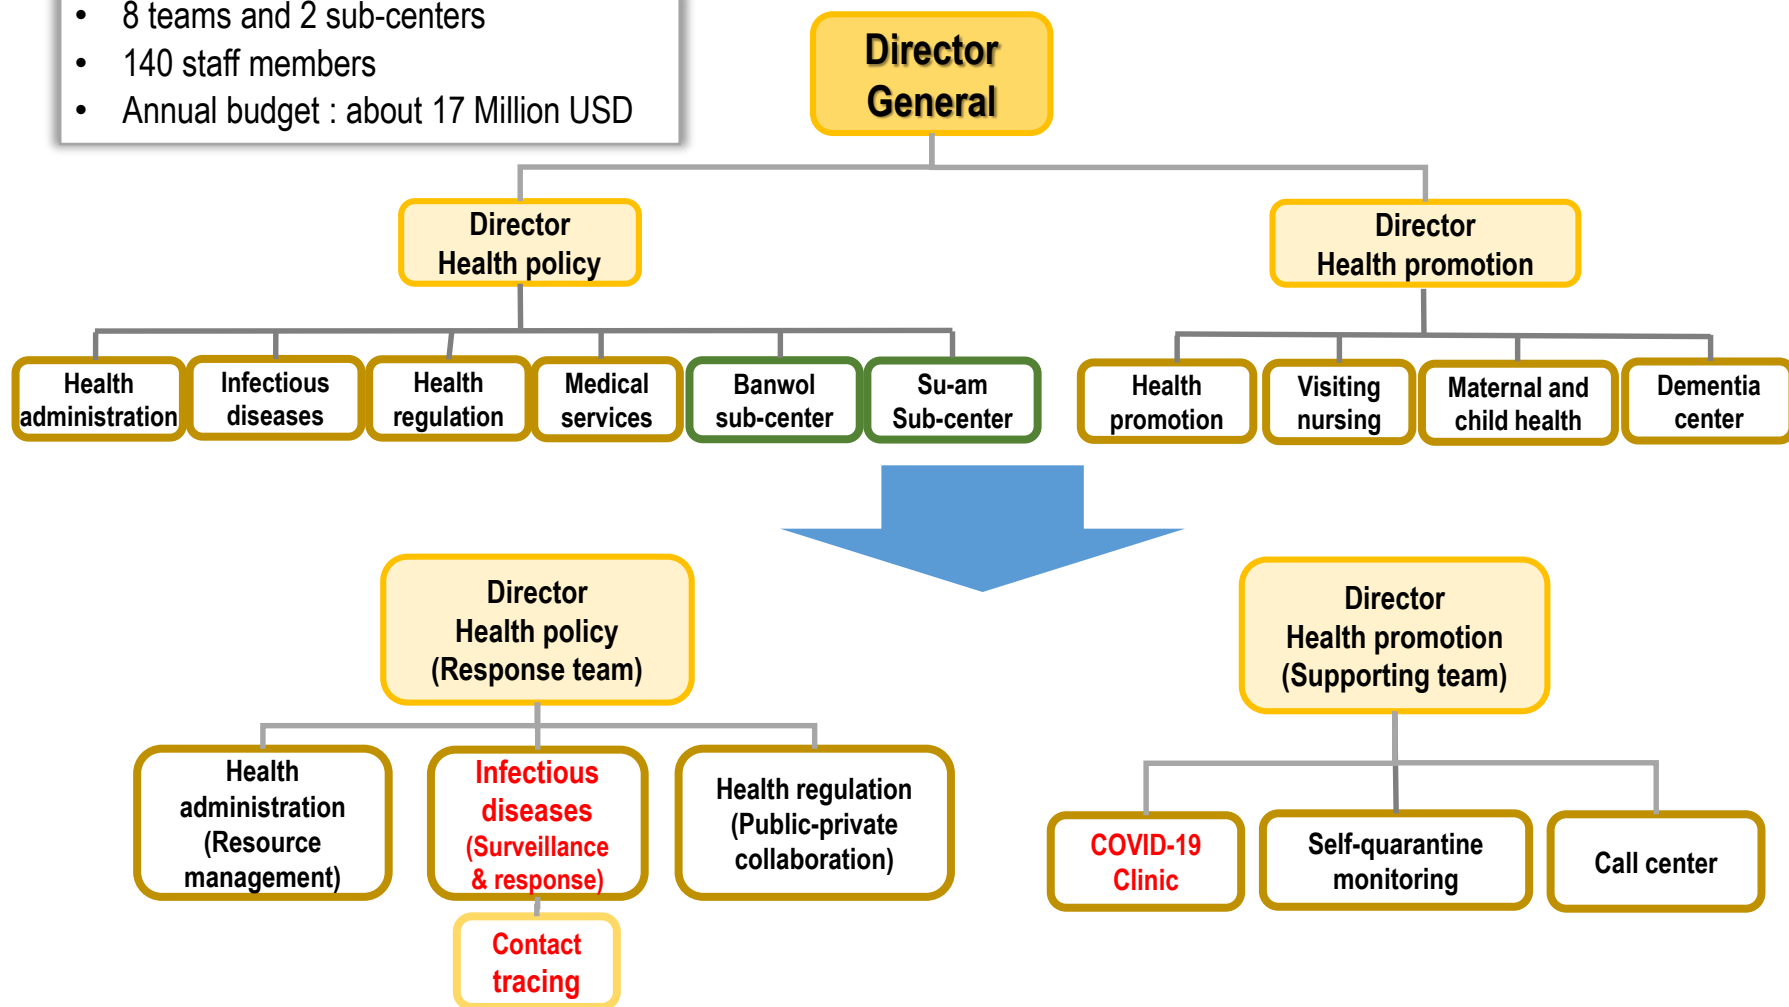 • 8 teams and 2 sub-centers
• 140 staff members
• Annual budget : about 17 Million USD
Director
General
Director
Health policy
Director
Health promotion
Health
administration
Infectious
diseases
Health
regulation
Medical
services
Banwol
sub-center
Su-am
Sub-center
Health
promotion
Visiting
nursing
Maternal and
child health
Dementia
center
Director
Health policy
(Response team)
Director
Health promotion
(Supporting team)
Health
administration
(Resource
management)
Infectious
diseases
(Surveillance
& response)
Health regulation
(Public-private
collaboration)
COVID-19
Clinic
Self-quarantine
monitoring
Call center
Contact
tracing